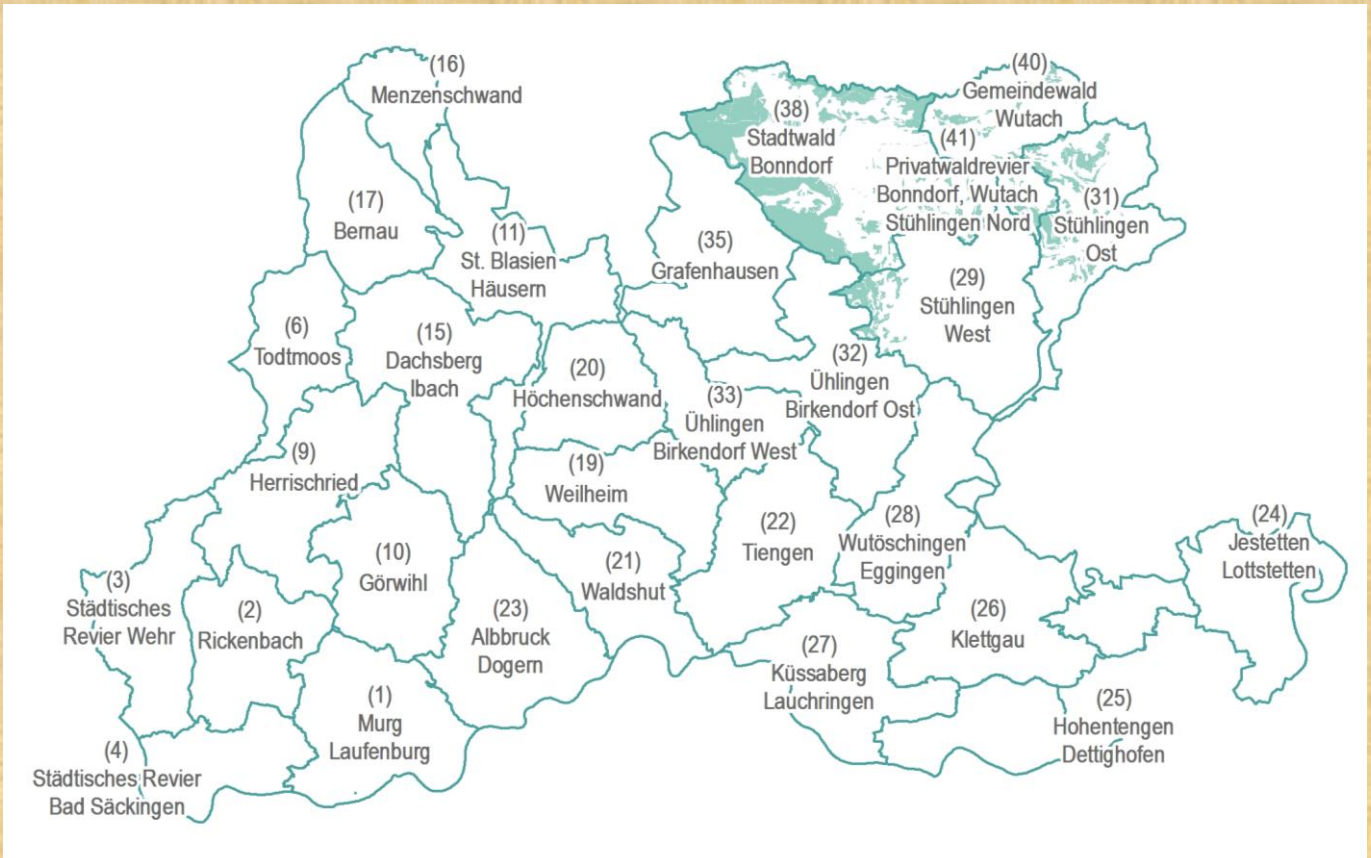 (16)
Menzenschwand
(40)
Gemeindewald
Wutach
(38)
Stadtwald
Bonndorf
(41)
Privatwaldrevier
Bonndorf, Wutach
Stühlingen Nord
(31)
Stühlingen
Ost
(17)
Bernau
(11)
St. Blasien
Häusern
(35)
Grafenhausen
(29)
Stühlingen
West
(6)
Todtmoos
(15)
Dachsberg
Ibach
(20)
Höchenschwand
(33)
Ühlingen
Birkendorf West
(32)
Ühlingen
Birkendorf Ost
(9)
Herrischried
(19)
Weilheim
(10)
Görwihl
(21)
Waldshut
(22)
Tiengen
(28)
Wutöschingen
Eggingen
(24)
Jestetten
Lottstetten
(3)
Städtisches
Revier Wehr
(2)
Rickenbach
(23)
Albbruck
Dogern
(26)
Klettgau
(27)
Küssaberg
Lauchringen
(1)
Murg
Laufenburg
(25)
Hohentengen
Dettighofen
(4)
Städtisches Revier
Bad Säckingen